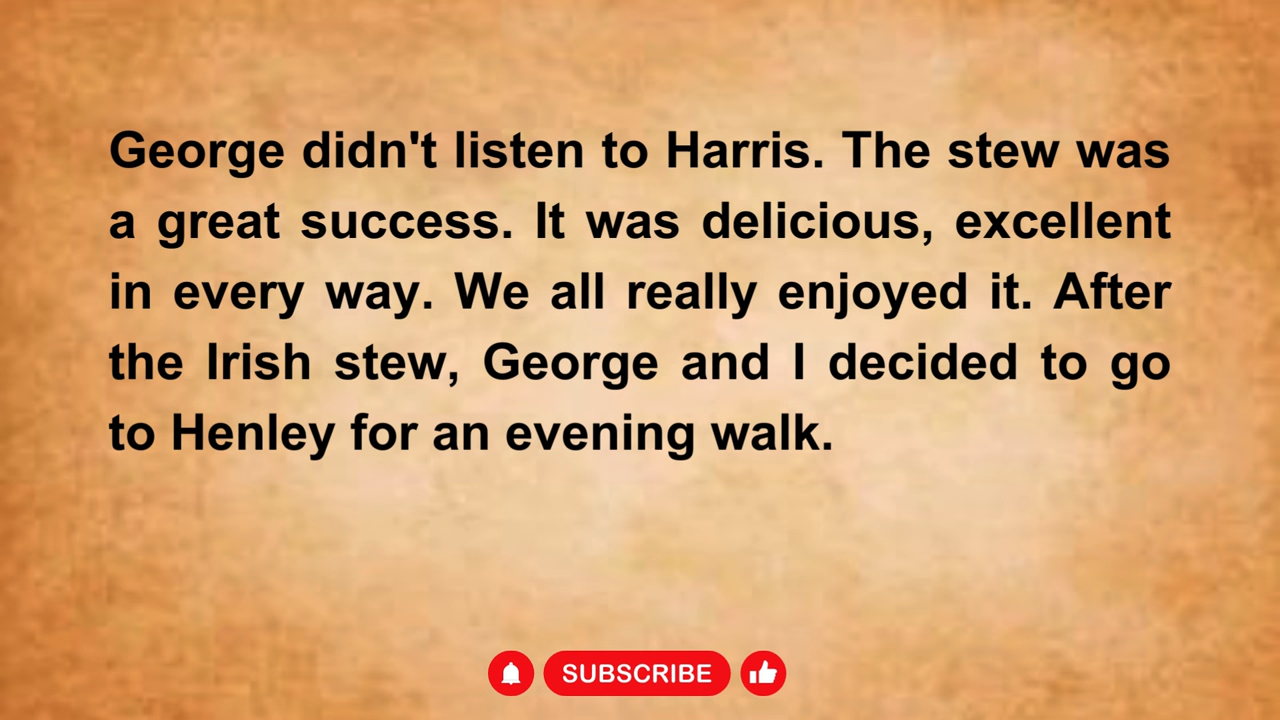 George didn't listen to Harris. The stew was
a great success. It was delicious, excellent
in every way. We all really enjoyed it. After
the Irish stew, George and I decided to go
to Henley for an evening walk.
SUBSCRIBE